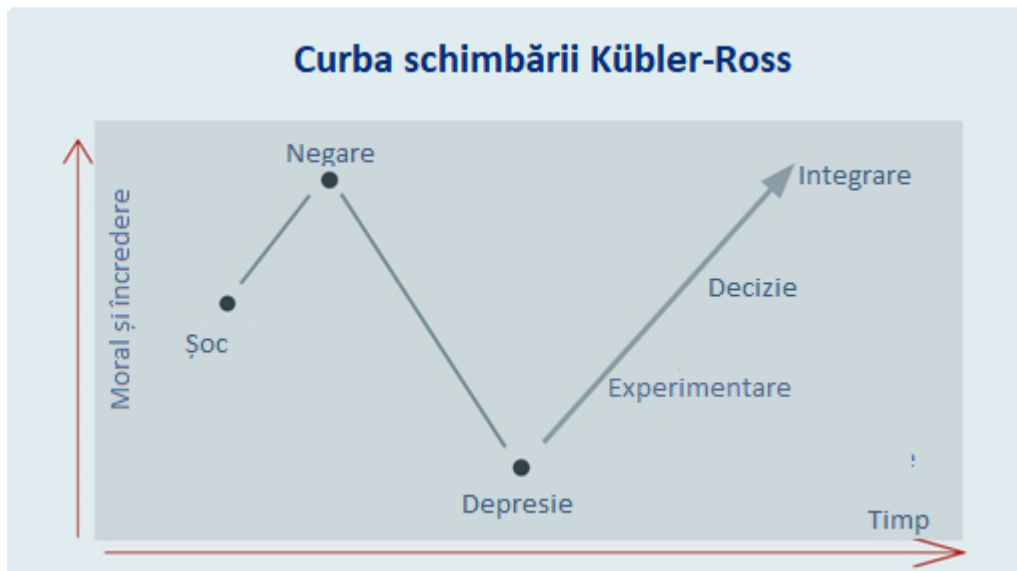 Curba schimbării Kübler-Ross
Negare
Integrare
Moral și încredere
Decizie
Șoc
Experimentare
Depresie
Timp